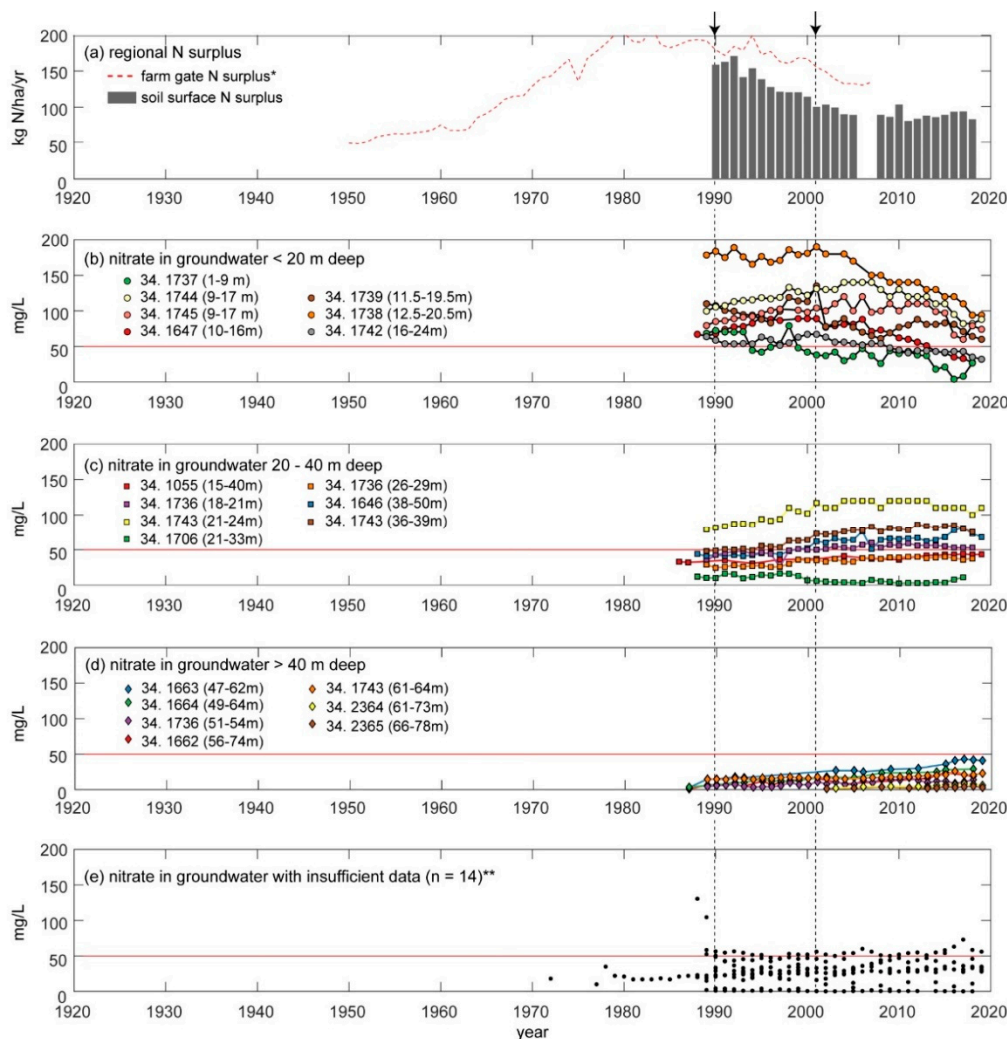 (a) regional N surplus
farm gate N surplus*
soil surface N surplus
kg N/ha/yr
200
150
100
50
0
1920 1930 1940 1950 1960 1970 1980 1990 2000 2010 2020
(b) nitrate in groundwater < 20 m deep
34. 1737 (1-9 m)
34. 1744 (9-17 m) 34. 1739 (11.5-19.5m)
34. 1745 (9-17 m) 34. 1738 (12.5-20.5m)
34. 1647 (10-16m) 34. 1742 (16-24m)
mg/L
200
150
100
50
0
1920 1930 1940 1950 1960 1970 1980 1990 2000 2010 2020
(c) nitrate in groundwater 20 - 40 m deep
34. 1055 (15-40m) 34. 1736 (26-29m)
34. 1736 (18-21m) 34. 1646 (38-50m)
34. 1743 (21-24m) 34. 1743 (36-39m)
34. 1706 (21-33m)
mg/L
200
150
100
50
0
1920 1930 1940 1950 1960 1970 1980 1990 2000 2010 2020
(d) nitrate in groundwater > 40 m deep
34. 1663 (47-62m) 34. 1743 (61-64m)
34. 1664 (49-64m) 34. 2364 (61-73m)
34. 1736 (51-54m) 34. 2365 (66-78m)
34. 1662 (56-74m)
mg/L
200
150
100
50
0
1920 1930 1940 1950 1960 1970 1980 1990 2000 2010 2020
(e) nitrate in groundwater with insufficient data (n = 14)**
mg/L
200
150
100
50
0
1920 1930 1940 1950 1960 1970 1980 1990 2000 2010 2020
year